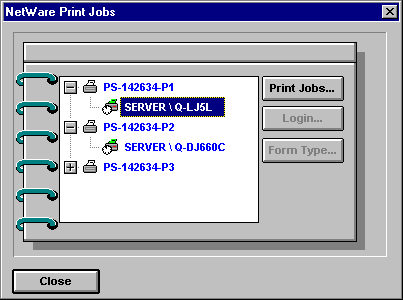 NetWare Print Jobs
PS-142634-P1
SERVER \ Q-LJ5L
PS-142634-P2
SERVER \ Q-DJ660C
PS-142634-P3
Print Jobs...
Login...
Form Type...
Close